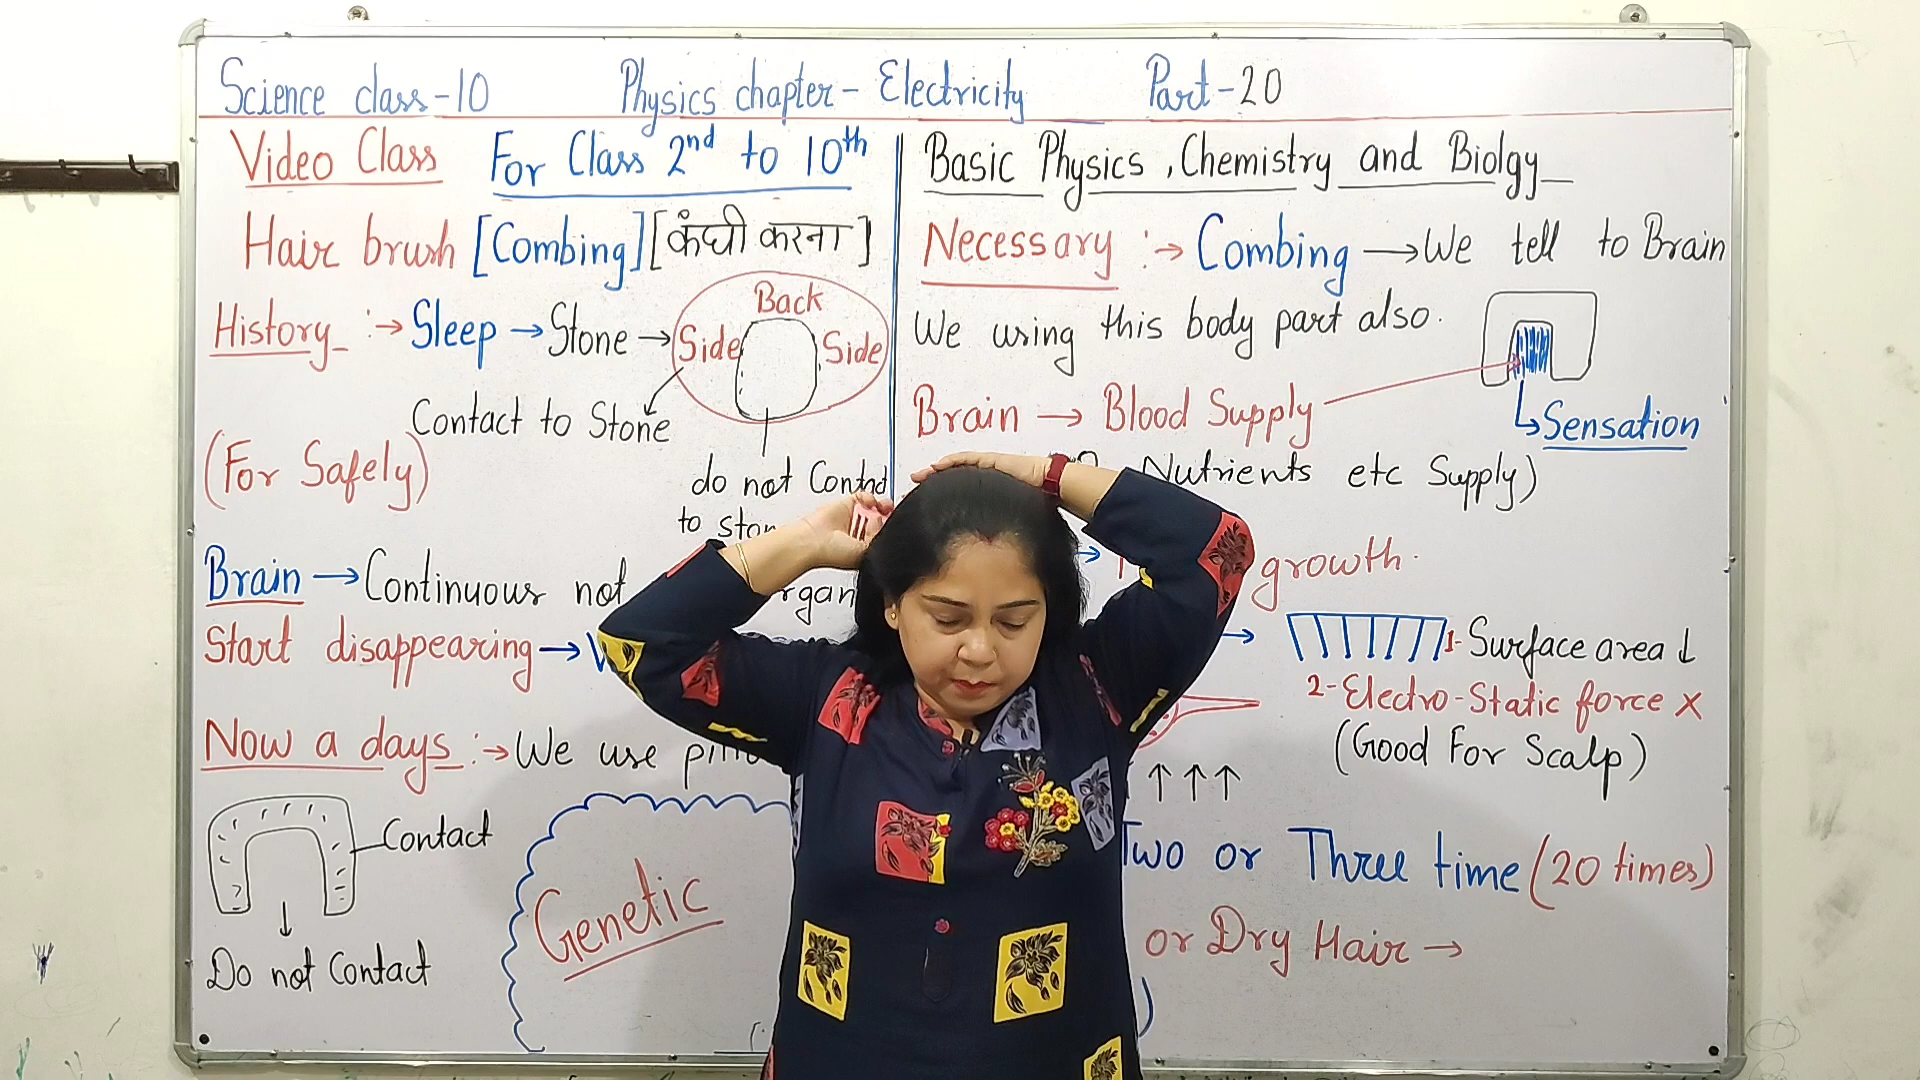 Science class-10 Physics chapter- Electricity Part-20
Video Class For Class 2nd to 10th
Hair brush [Combing] [कंघी करना]
History :→ Sleep → Stone →
Back
Side Side
Contact to Stone
(For Safely)
do not Contact
to
Brain → Continuous not
Start disappearing →
Now a days :→ We use
Contact
Do not Contact
Genetic
Basic Physics, Chemistry and Biolgy
Necessary :→ Combing → We tell to Brain
We using this body part also.
Brain → Blood Supply
Sensation
Nutrients etc Supply)
→ growth.
→ 1- Surface area ↓
2- Electro-Static force x
(Good For Scalp)
↑ ↑ ↑
Two or Three time (20 times)
or Dry Hair →